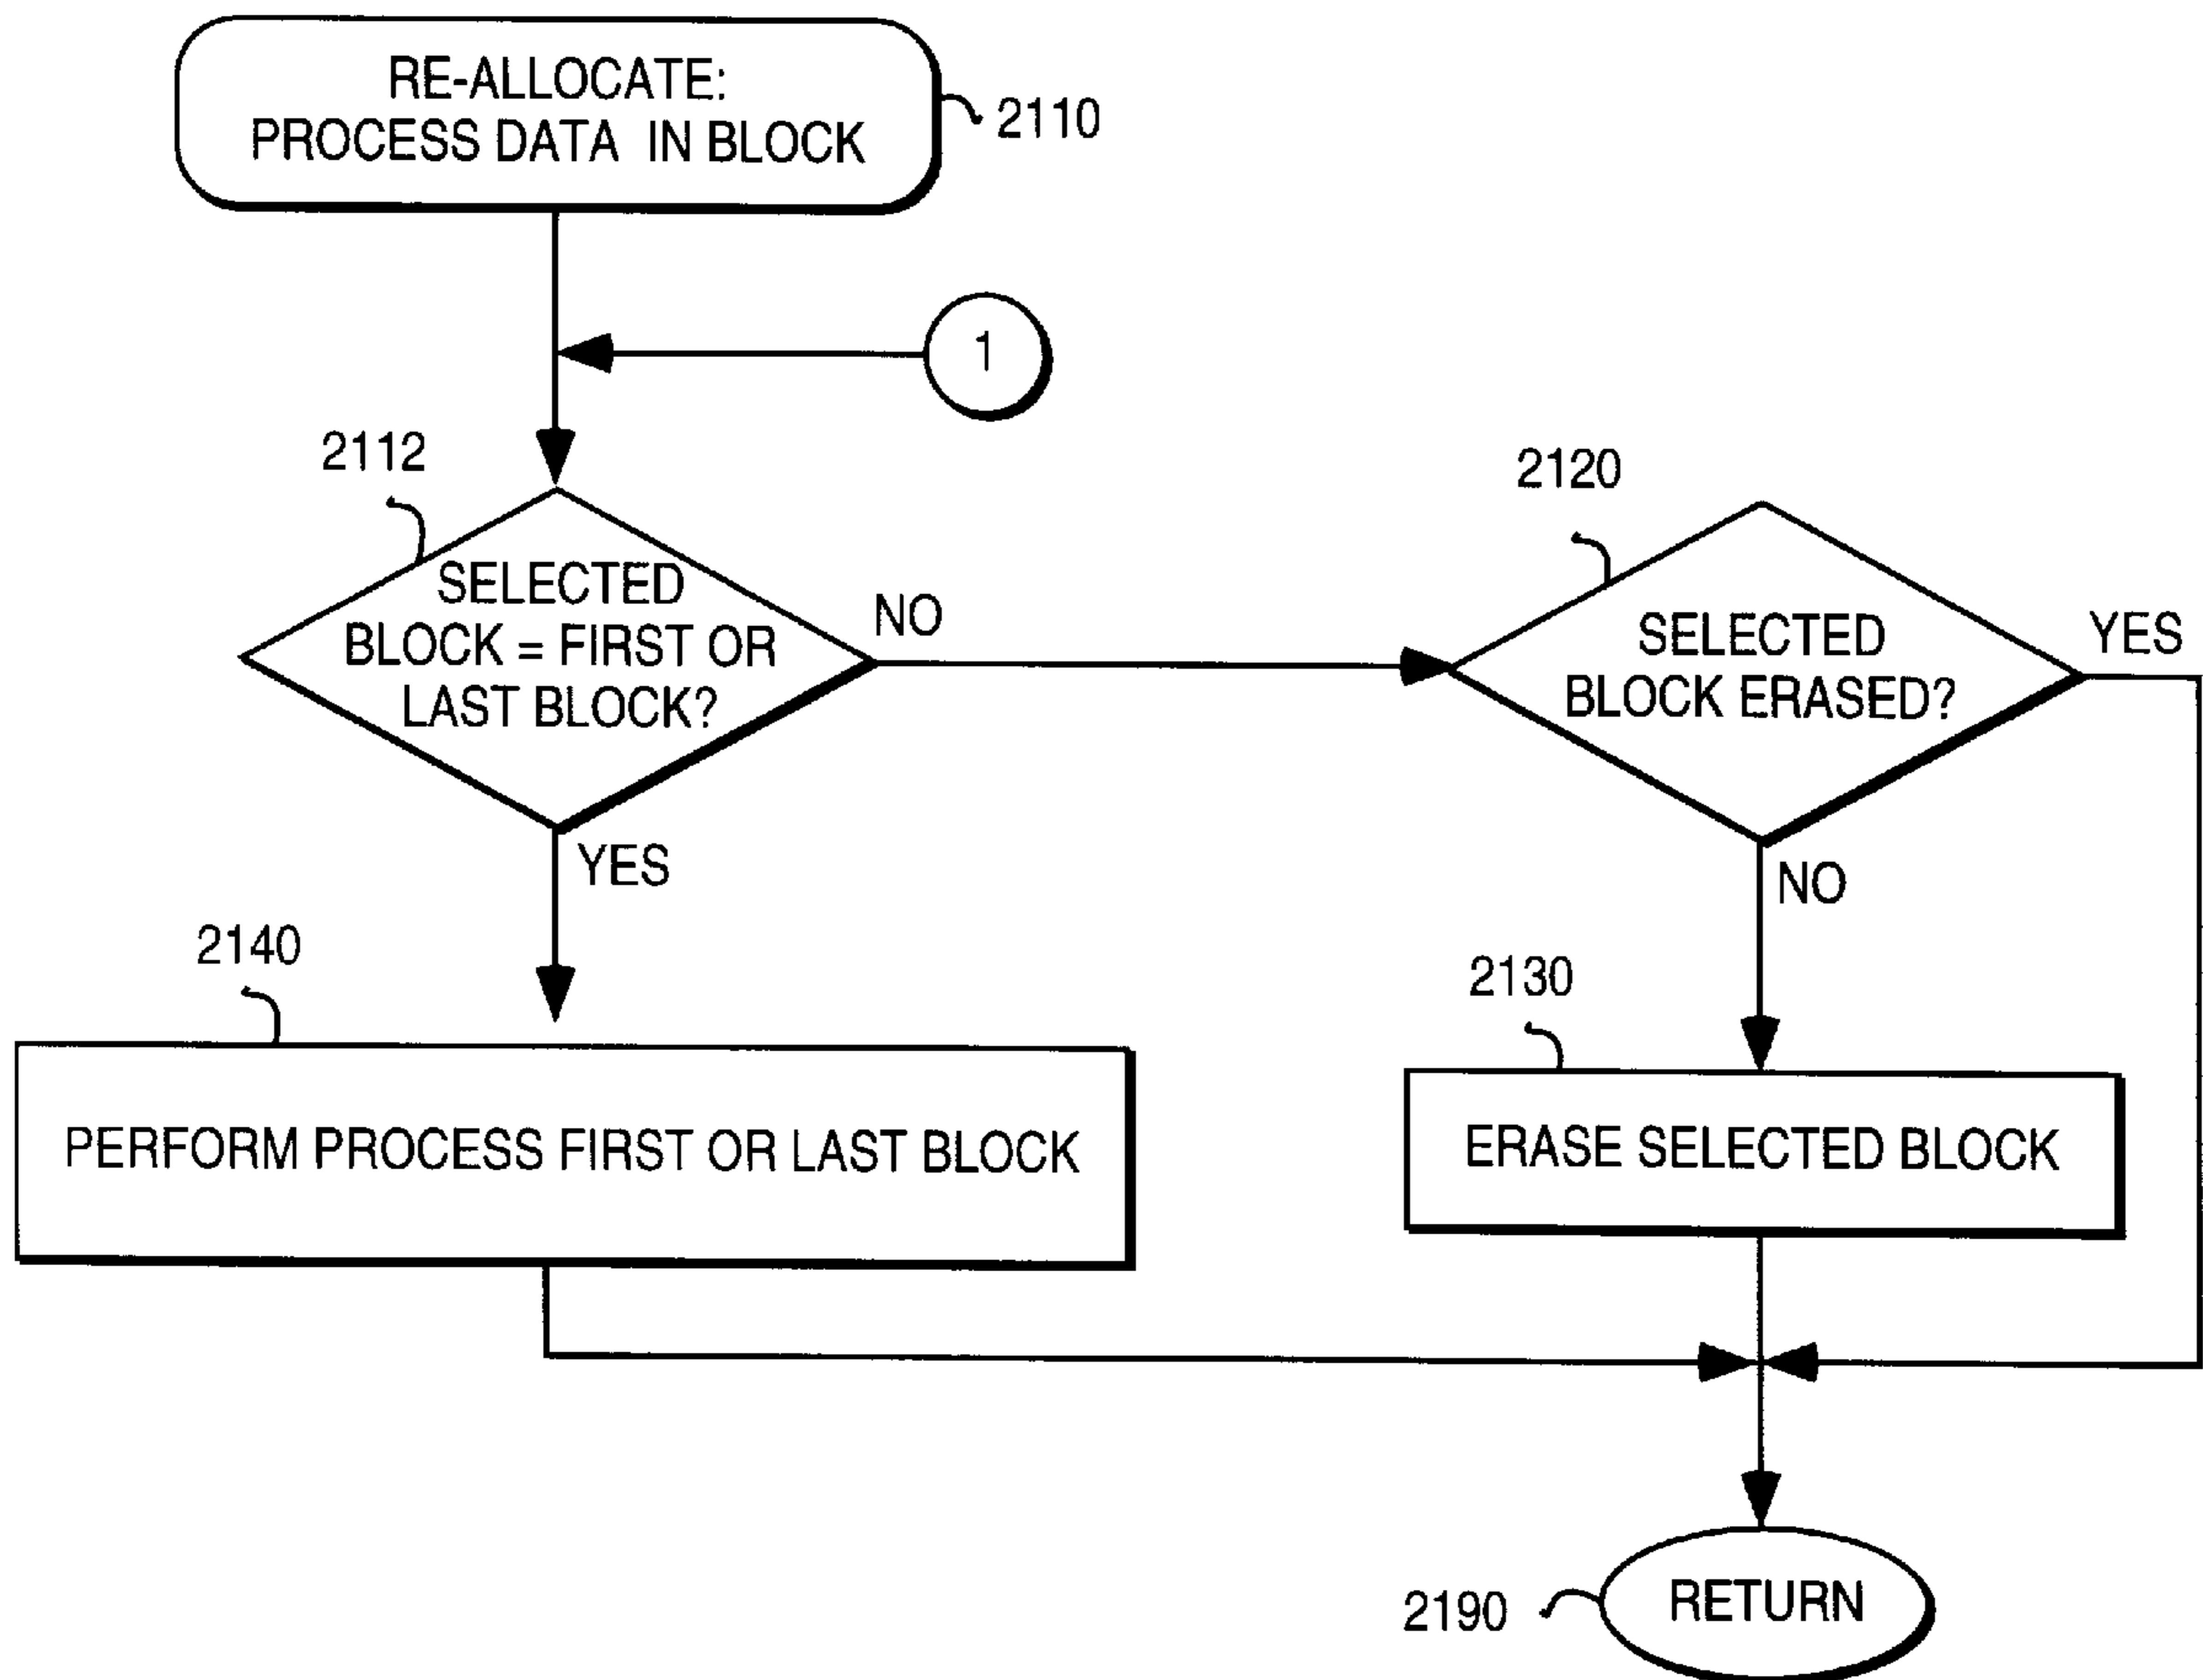 RE-ALLOCATE:
PROCESS DATA IN BLOCK
2110
1
2112
SELECTED
BLOCK = FIRST OR
LAST BLOCK?
NO
YES
2120
SELECTED
BLOCK ERASED?
YES
NO
2140
PERFORM PROCESS FIRST OR LAST BLOCK
2130
ERASE SELECTED BLOCK
2190
RETURN